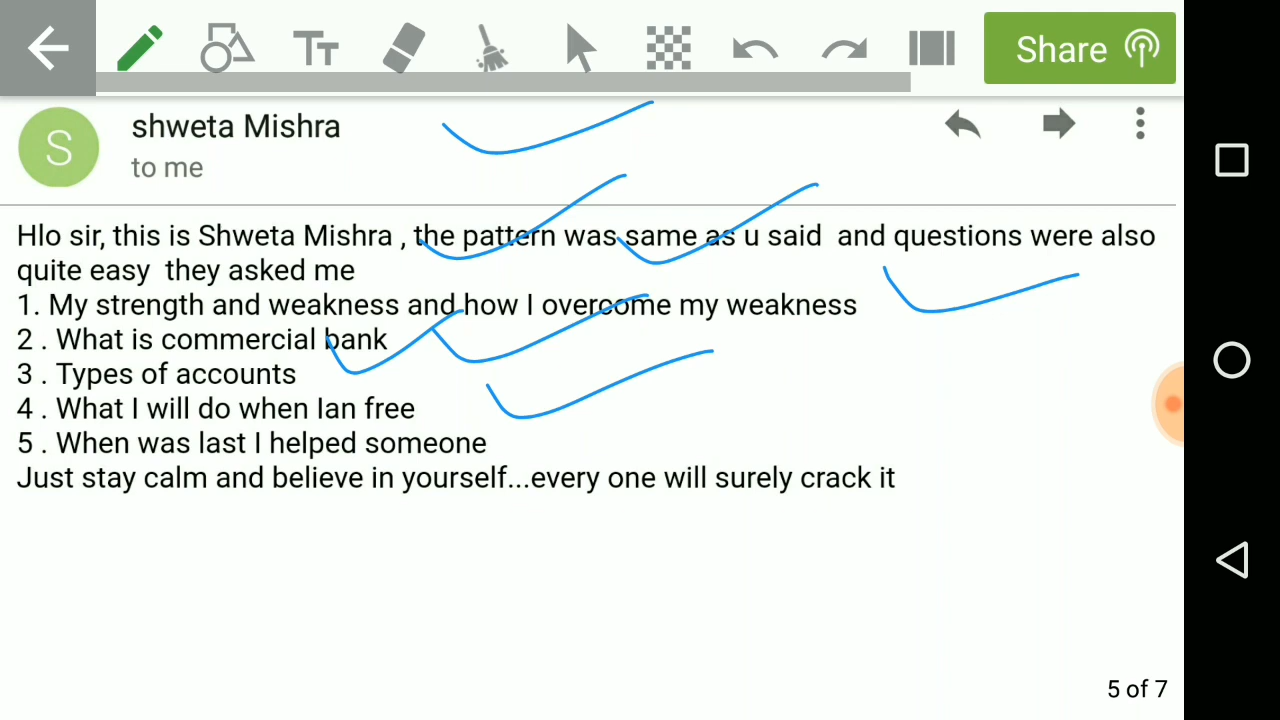 Share
S
shweta Mishra
to me
Hlo sir, this is Shweta Mishra , the pattern was same as u said  and questions were also
quite easy  they asked me
1. My strength and weakness and how I overcome my weakness
2 . What is commercial bank
3 . Types of accounts
4 . What I will do when Ian free
5 . When was last I helped someone
Just stay calm and believe in yourself...every one will surely crack it
5 of 7